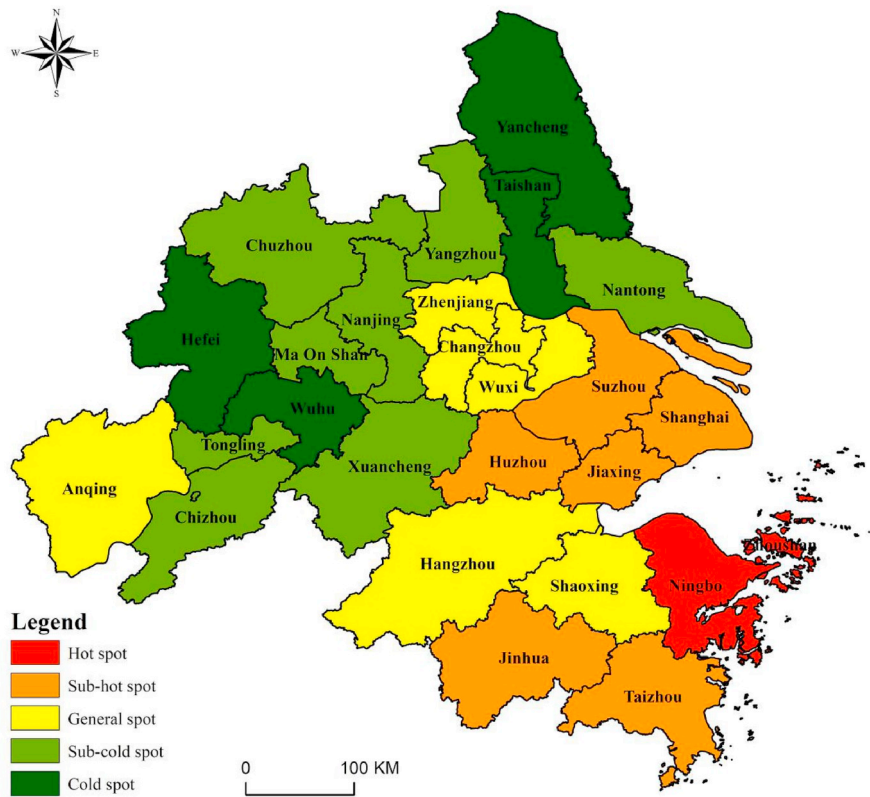 N
W E
S
Yancheng
Taishan
Chuzhou
Yangzhou
Nantong
Zhenjiang
Nanjing
Hefei
Changzhou
Ma On Shan
Wuxi
Suzhou
Wuhu
Shanghai
Tongling
Xuancheng
Huzhou
Jiaxing
Anqing
Chizhou
Zhoushan
Hangzhou
Shaoxing
Ningbo
Jinhua
Taizhou
Legend
Hot spot
Sub-hot spot
General spot
Sub-cold spot
Cold spot
0 100 KM